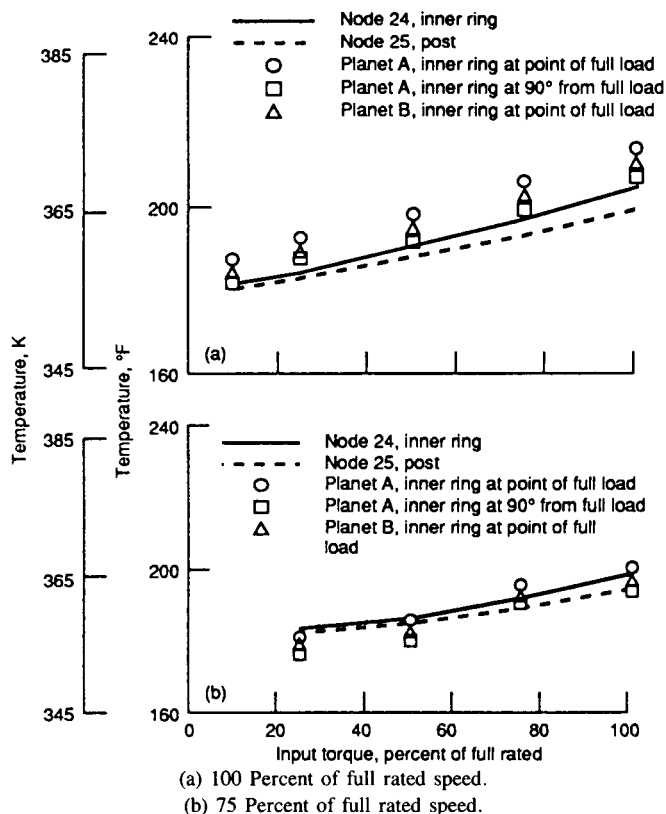 Node 24, inner ring
Node 25, post
Planet A, inner ring at point of full load
Planet A, inner ring at 90° from full load
Planet B, inner ring at point of full load
385
240
365
200
345
160
(a)
Temperature, K
Temperature, °F
385
240
Node 24, inner ring
Node 25, post
Planet A, inner ring at point of full load
Planet A, inner ring at 90° from full load
Planet B, inner ring at point of full
load
365
200
(b)
345
160
0 20 40 60 80 100
Input torque, percent of full rated
(a) 100 Percent of full rated speed.
(b) 75 Percent of full rated speed.